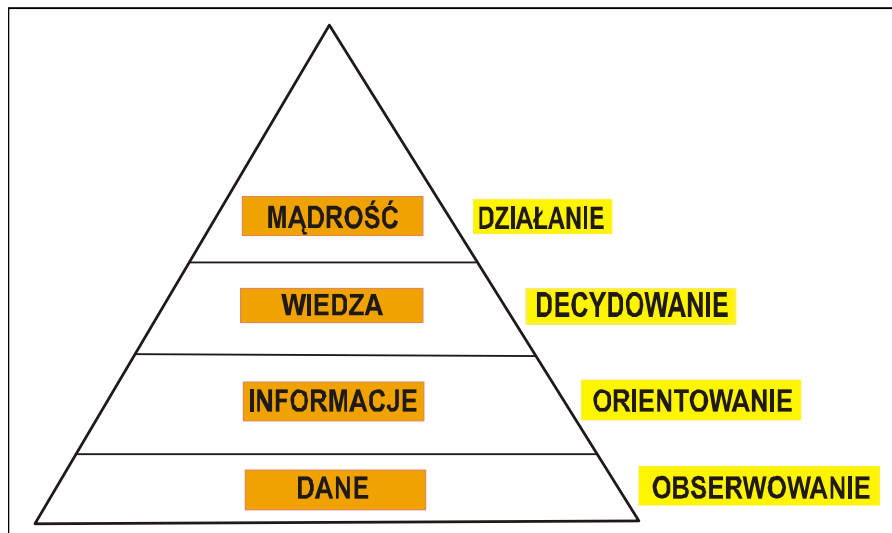 MĄDROŚĆ DZIAŁANIE
WIEDZA DECYDOWANIE
INFORMACJE ORIENTOWANIE
DANE OBSERWOWANIE